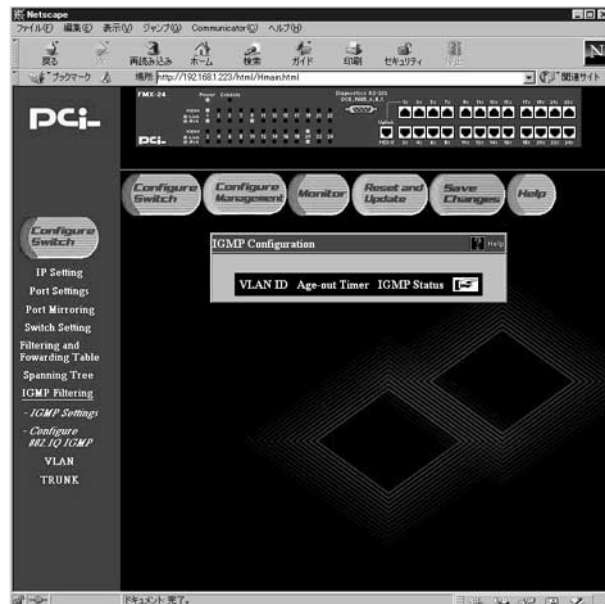 Netscape
ファイル(F) 編集(E) 表示(V) ジャンプ(G) Communicator(C) ヘルプ(H)
戻る 再読み込み ホーム 検索 ガイド 印刷 セキュリティ
ブックマーク 場所: http://192.168.1.223/html/Hmain.html 関連サイト
FMX-24 Power Console
PCi-
PCi-
Configure Switch
Configure Management
Monitor
Reset and Update
Save Changes
Help
Configure Switch
IP Setting
Port Settings
Port Mirroring
Switch Setting
Filtering and
Fowarding Table
Spanning Tree
IGMP Filtering
- IGMP Settings
- Configure
802.1Q IGMP
VLAN
TRUNK
IGMP Configuration
Help
VLAN ID Age-out Timer IGMP Status
ドキュメント:完了。